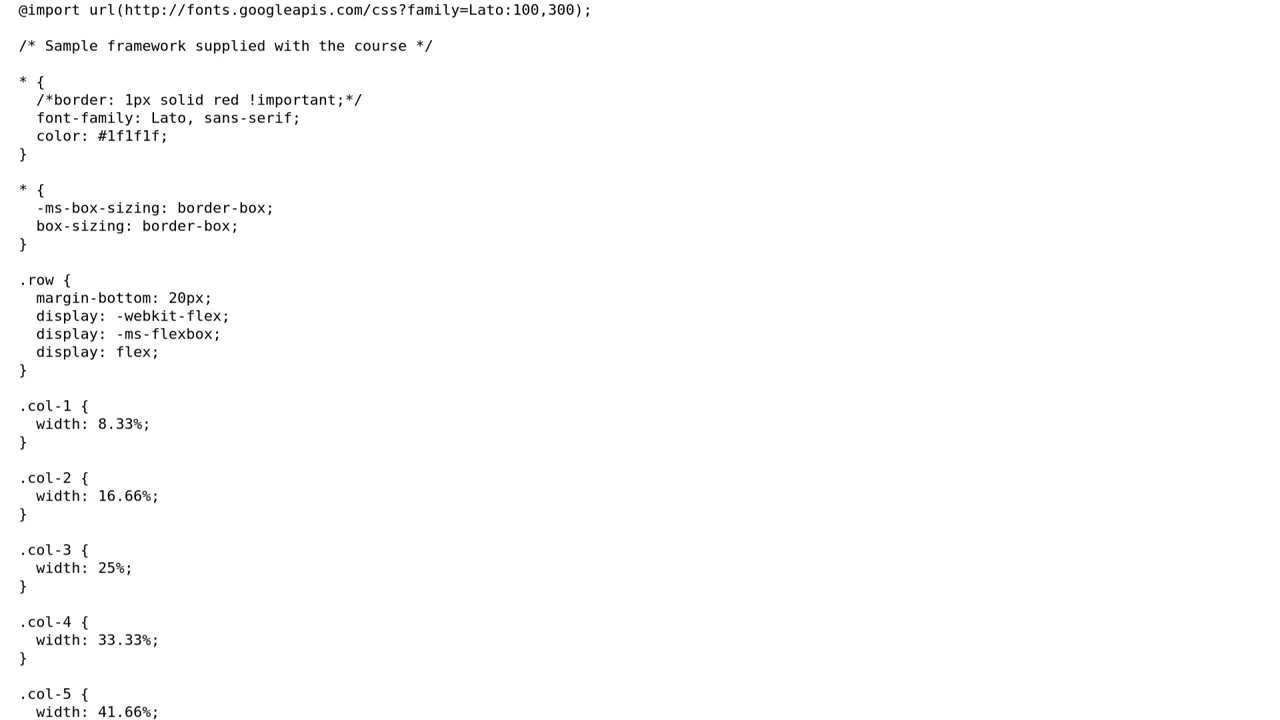 @import url(http://fonts.googleapis.com/css?family=Lato:100,300);

/* Sample framework supplied with the course */

* {
  /*border: 1px solid red !important;*/
  font-family: Lato, sans-serif;
  color: #1f1f1f;
}

* {
  -ms-box-sizing: border-box;
  box-sizing: border-box;
}

.row {
  margin-bottom: 20px;
  display: -webkit-flex;
  display: -ms-flexbox;
  display: flex;
}

.col-1 {
  width: 8.33%;
}

.col-2 {
  width: 16.66%;
}

.col-3 {
  width: 25%;
}

.col-4 {
  width: 33.33%;
}

.col-5 {
  width: 41.66%;